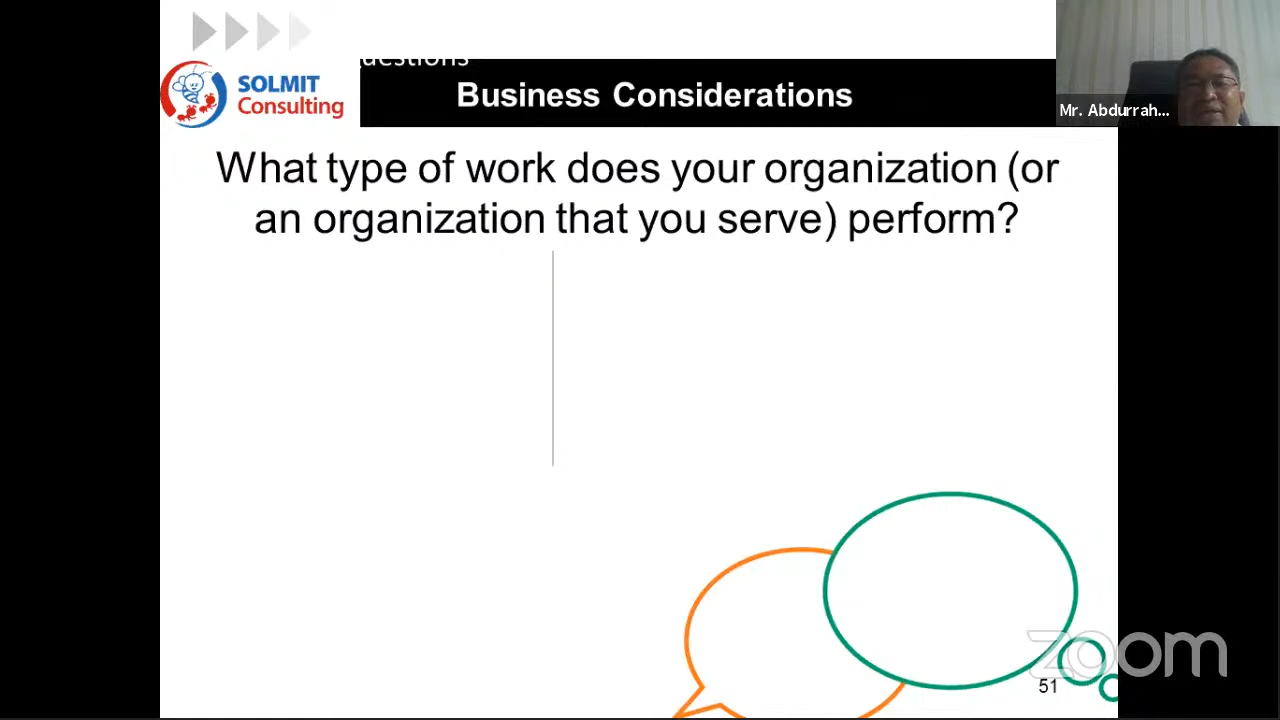 uestions
SOLMIT
Consulting
Business Considerations
Mr. Abdurrah...
What type of work does your organization (or
an organization that you serve) perform?
zoom
51